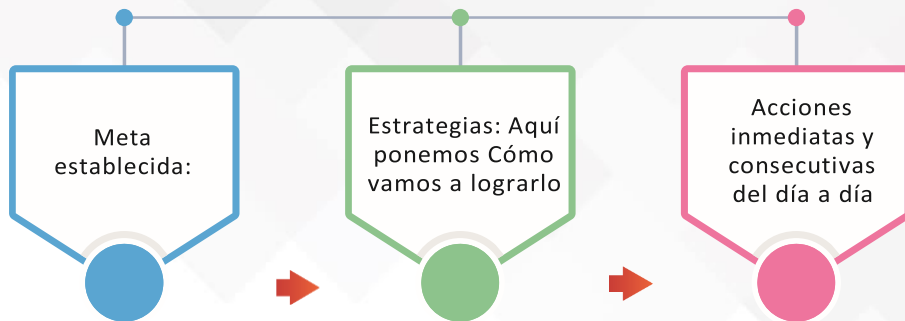 Meta
establecida:
Estrategias: Aquí
ponemos Cómo
vamos a lograrlo
Acciones
inmediatas y
consecutivas
del día a día